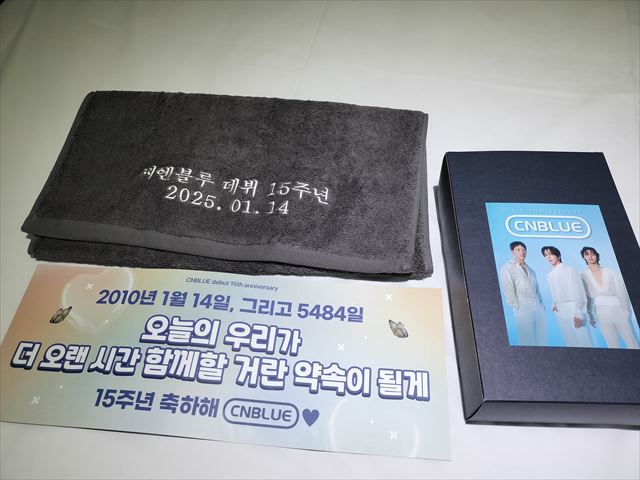 씨엔블루 데뷔 15주년
2025. 01. 14
CNBLUE debut 15th anniversary
2010년 1월 14일, 그리고 5484일
오늘의 우리가
더 오랜 시간 함께할 거란 약속이 될게
15주년 축하해 CNBLUE
15TH ANNIVERSARY
CNBLUE